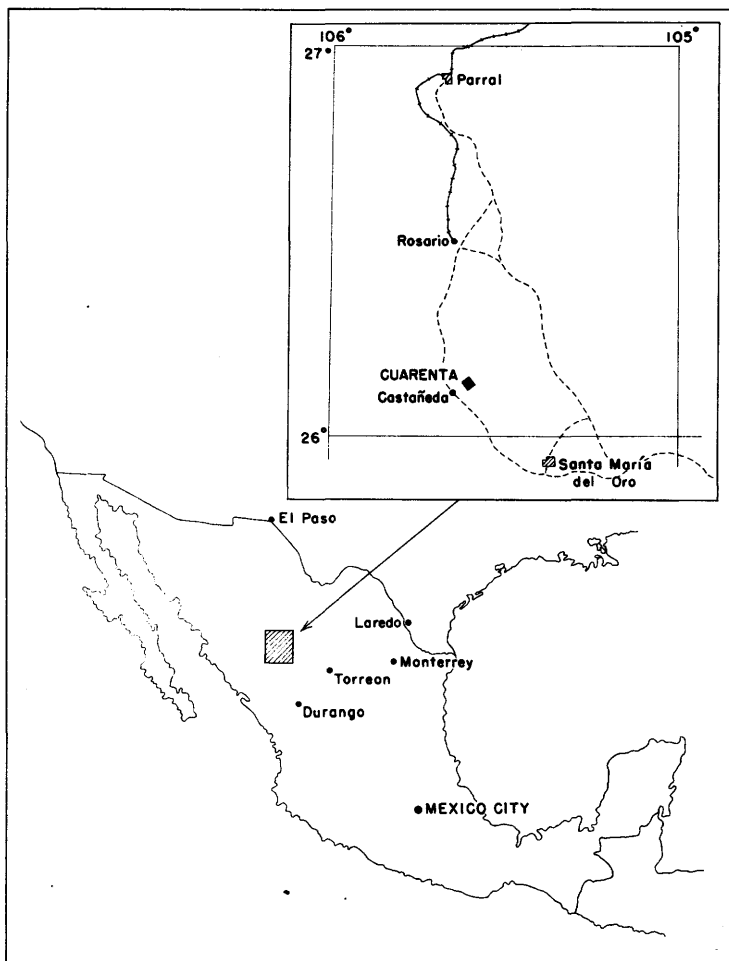 106°
105°
27°
Parral
Rosario
CUARENTA
Castañeda
26°
Santa María
del Oro
El Paso
Laredo
Monterrey
Torreon
Durango
MEXICO CITY